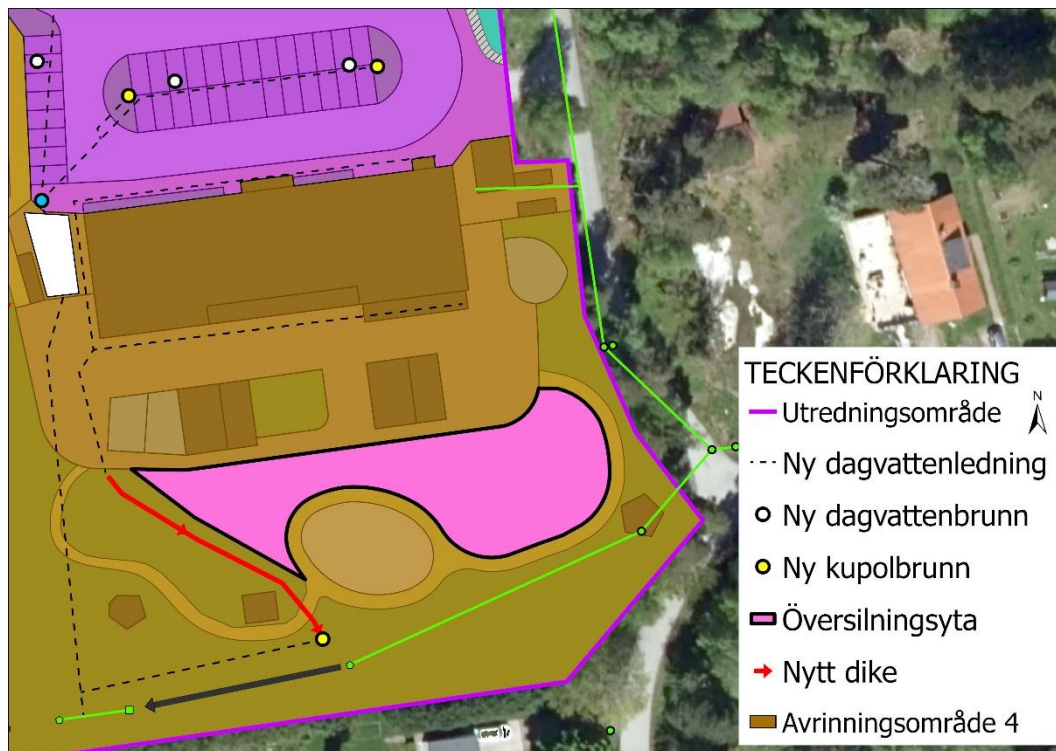 TECKENFÖRKLARING
N
Utredningsområde
Ny dagvattenledning
Ny dagvattenbrunn
Ny kupolbrunn
Översilningsyta
Nytt dike
Avrinningsområde 4